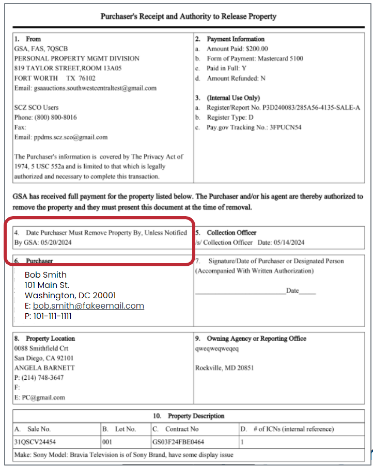 Purchaser's Receipt and Authority to Release Property
1. From
GSA, FAS, 7QSCB
PERSONAL PROPERTY MGMT DIVISION
819 TAYLOR STREET,ROOM 13A05
FORT WORTH TX 76102
Email: gsaauctions.southwestcentraltest@gmail.com
SCZ SCO Users
Phone: (800) 800-8016
Fax:
Email: ppdms.scz.sco@gmail.com
The Purchaser's information is covered by The Privacy Act of
1974, 5 USC 552a and is limited to that which is legally
authorized and necessary to complete this transaction.
2. Payment Information
a. Amount Paid: $200.00
b. Form of Payment: Mastercard 5100
c. Paid in Full: Y
d. Amount Refunded: N
3. (Internal Use Only)
a. Register/Report No. P3D240083/285A56-4135-SALE-A
b. Register Type: D
c. Pay.gov Tracking No.: 3FPUCN54
GSA has received full payment for the property listed below. The Purchaser and/or his agent are thereby authorized to
remove the property and they must present this document at the time of removal.
4. Date Purchaser Must Remove Property By, Unless Notified
By GSA: 05/20/2024
5. Collection Officer
/s/ Collection Officer Date: 05/14/2024
6. Purchaser
Bob Smith
101 Main St.
Washington, DC 20001
E: bob.smith@fakeemail.com
P: 101-111-1111
7. Signature/Date of Purchaser or Designated Person
(Accompanied With Written Authorization)
Date
8. Property Location
0088 Smithfield Crt
San Diego, CA 92101
ANGELA BARNETT
P: (214) 748-3647
F:
E: PC@gmail.com
9. Owning Agency or Reporting Office
qweqweqweqeq
Rockville, MD 20851
10. Property Description
A. Sale No. B. Lot No. C. Contract No D. # of ICNs (internal reference)
31QSCV24454 001 GS03F24FBE0464 1
Make: Sony Model: Bravia Television is of Sony Brand, have some display issue